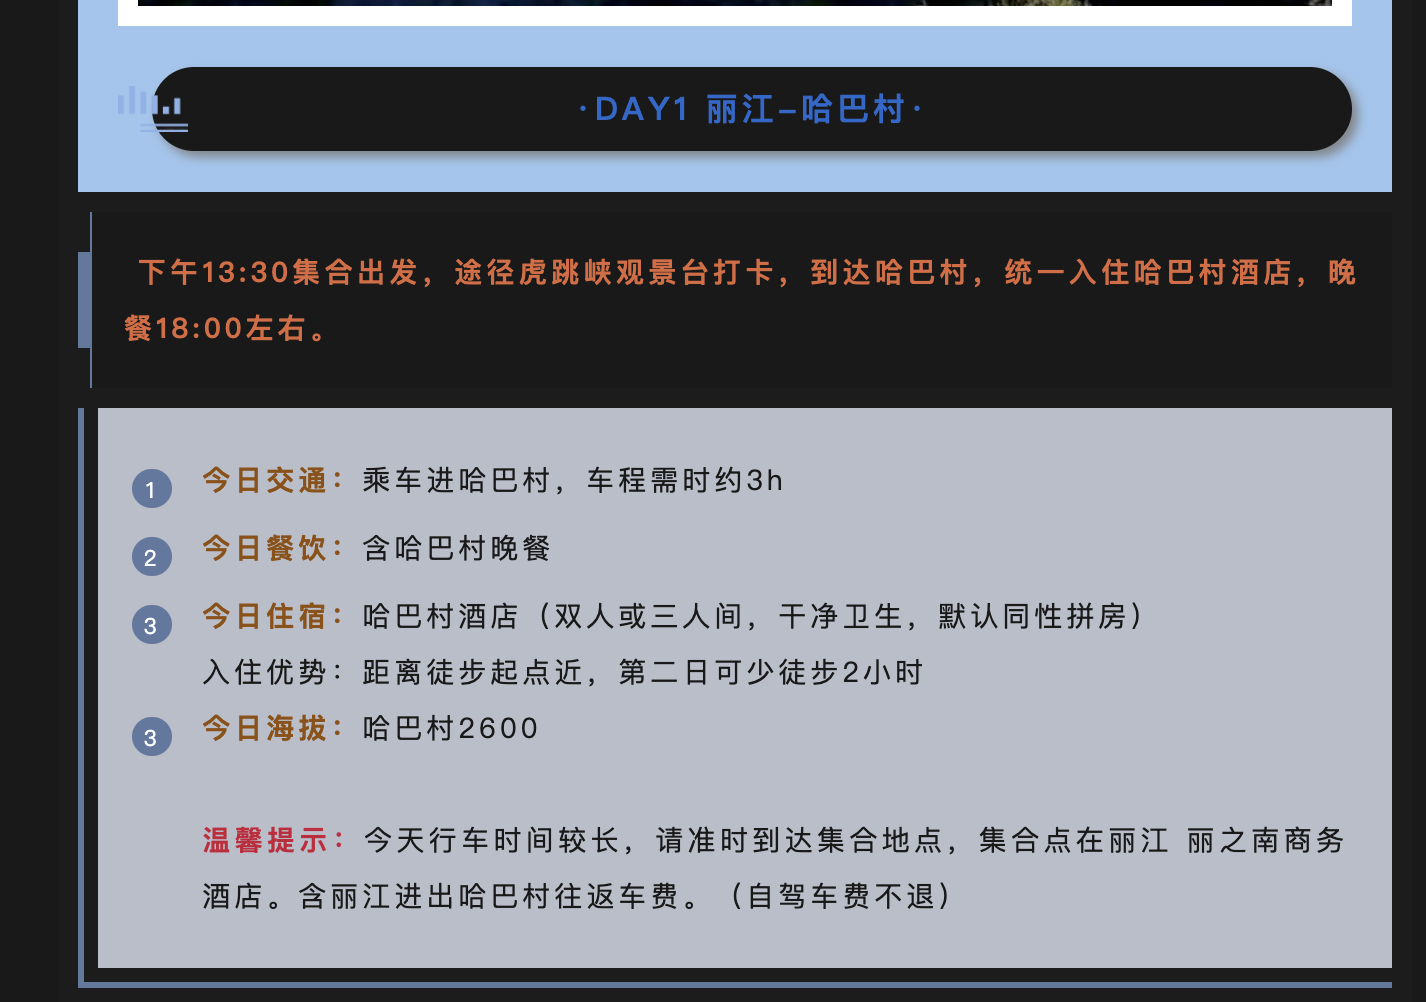 ·DAY1 丽江–哈巴村·
下午13:30集合出发，途径虎跳峡观景台打卡，到达哈巴村，统一入住哈巴村酒店，晚
餐18:00左右。
1 今日交通：乘车进哈巴村，车程需时约3h
2 今日餐饮：含哈巴村晚餐
3 今日住宿：哈巴村酒店（双人或三人间，干净卫生，默认同性拼房）
入住优势：距离徒步起点近，第二日可少徒步2小时
3 今日海拔：哈巴村2600
温馨提示：今天行车时间较长，请准时到达集合地点，集合点在丽江 丽之南商务
酒店。含丽江进出哈巴村往返车费。（自驾车费不退）